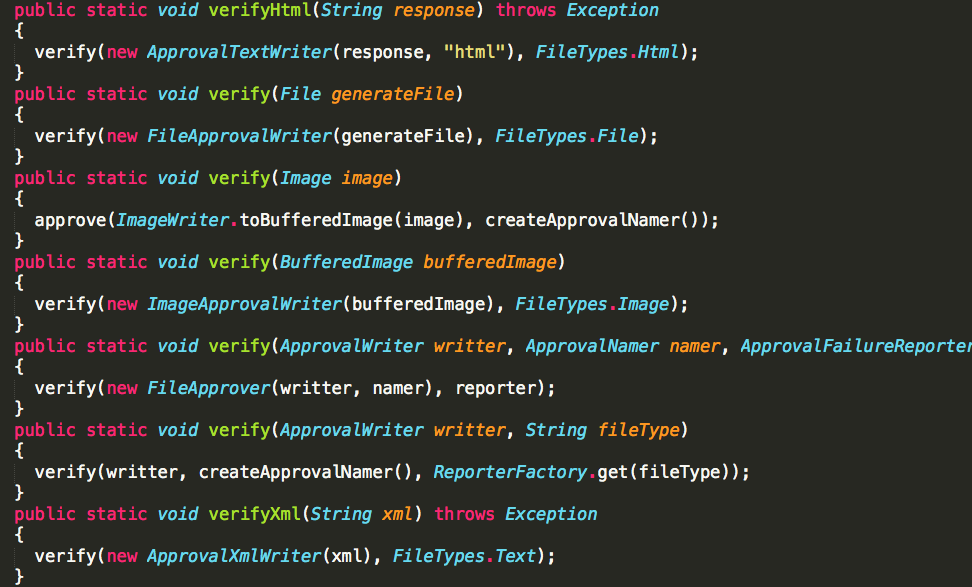 public static void verifyHtml(String response) throws Exception
{
  verify(new ApprovalTextWriter(response, "html"), FileTypes.Html);
}
public static void verify(File generateFile)
{
  verify(new FileApprovalWriter(generateFile), FileTypes.File);
}
public static void verify(Image image)
{
  approve(ImageWriter.toBufferedImage(image), createApprovalNamer());
}
public static void verify(BufferedImage bufferedImage)
{
  verify(new ImageApprovalWriter(bufferedImage), FileTypes.Image);
}
public static void verify(ApprovalWriter writter, ApprovalNamer namer, ApprovalFailureReporter
{
  verify(new FileApprover(writter, namer), reporter);
}
public static void verify(ApprovalWriter writter, String fileType)
{
  verify(writter, createApprovalNamer(), ReporterFactory.get(fileType));
}
public static void verifyXml(String xml) throws Exception
{
  verify(new ApprovalXmlWriter(xml), FileTypes.Text);
}